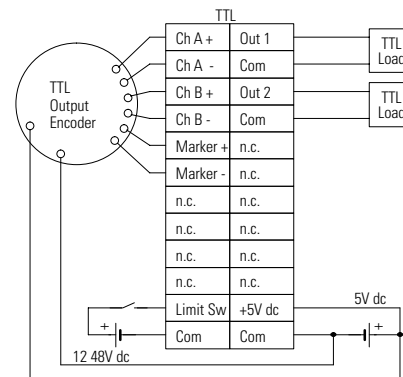 TTL
Ch A + Out 1
Ch A - Com
Ch B + Out 2
Ch B - Com
Marker + n.c.
Marker - n.c.
n.c. n.c.
n.c. n.c.
n.c. n.c.
n.c. n.c.
Limit Sw +5V dc
Com Com
TTL
Output
Encoder
TTL
Load
TTL
Load
5V dc
+
+
12 48V dc